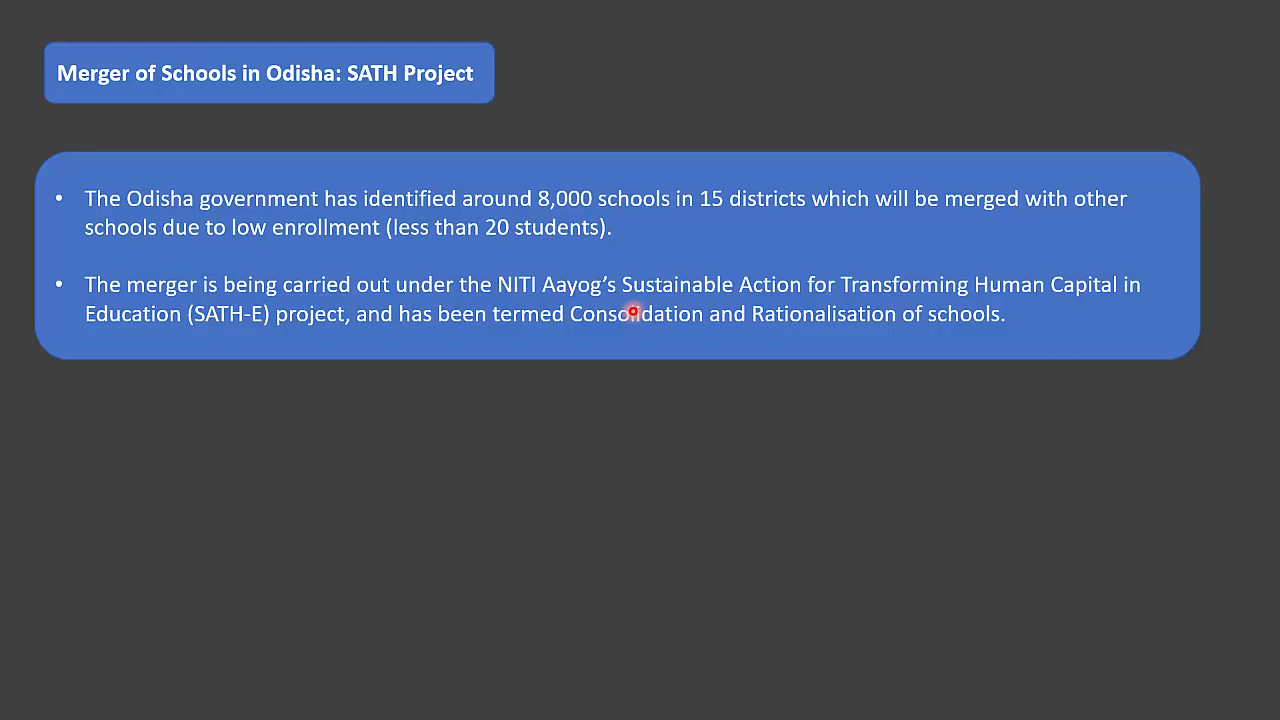 Merger of Schools in Odisha: SATH Project
• The Odisha government has identified around 8,000 schools in 15 districts which will be merged with other
schools due to low enrollment (less than 20 students).
• The merger is being carried out under the NITI Aayog’s Sustainable Action for Transforming Human Capital in
Education (SATH-E) project, and has been termed Consolidation and Rationalisation of schools.